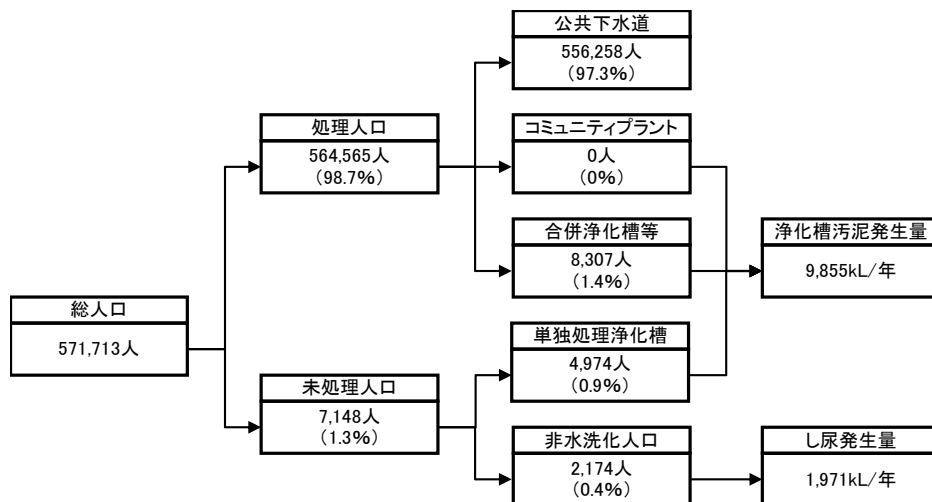 公共下水道
556,258人
(97.3%)
処理人口
564,565人
(98.7%)
コミュニティプラント
0人
(0%)
合併浄化槽等
8,307人
(1.4%)
浄化槽汚泥発生量
9,855kL/年
総人口
571,713人
単独処理浄化槽
4,974人
(0.9%)
未処理人口
7,148人
(1.3%)
非水洗化人口
2,174人
(0.4%)
し尿発生量
1,971kL/年